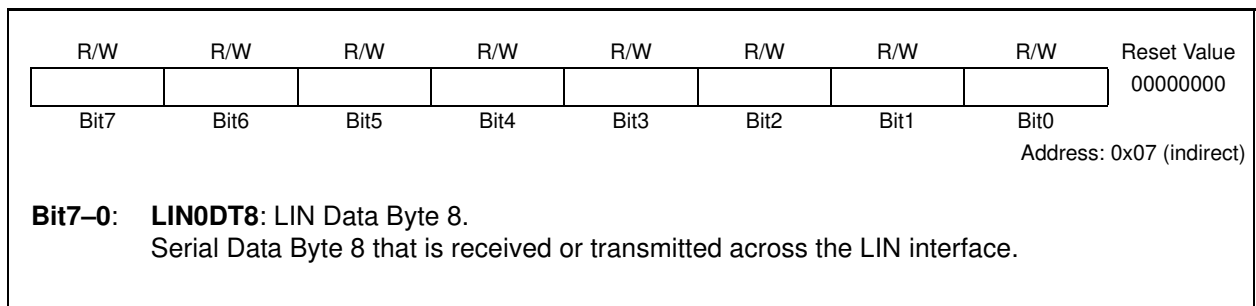 R/W R/W R/W R/W R/W R/W R/W R/W Reset Value
00000000
Bit7 Bit6 Bit5 Bit4 Bit3 Bit2 Bit1 Bit0
Address: 0x07 (indirect)
Bit7–0: LIN0DT8: LIN Data Byte 8.
Serial Data Byte 8 that is received or transmitted across the LIN interface.